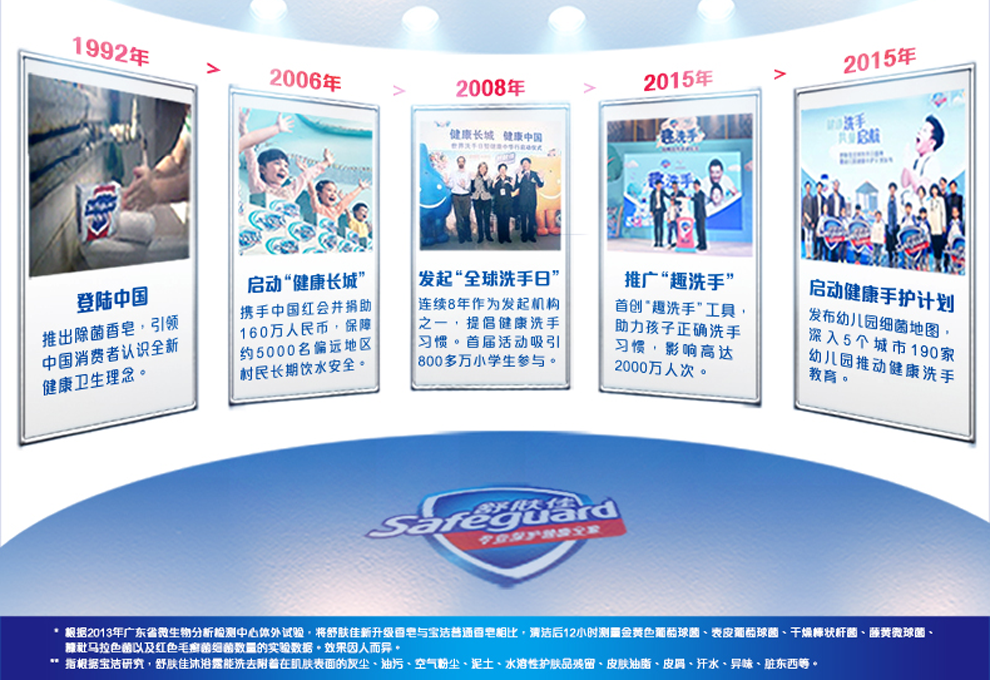 1992年
>
2006年
>
2008年
>
2015年
>
2015年
登陆中国
推出除菌香皂，引领
中国消费者认识全新
健康卫生理念。
启动“健康长城”
携手中国红会并捐助
160万人民币，保障
约5000名偏远地区
村民长期饮水安全。
健康长城 健康中国
发起“全球洗手日”
连续8年作为发起机构
之一，提倡健康洗手
习惯。首届活动吸引
800多万小学生参与。
趣洗手
趣洗手
推广“趣洗手”
首创“趣洗手”工具，
助力孩子正确洗手
习惯，影响高达
2000万人次。
健康洗手
启动健康手护计划
发布幼儿园细菌地图，
深入5个城市190家
幼儿园推动健康洗手
教育。
舒肤佳
Safeguard
专业保护健康全家
* 根据2013年广东省微生物分析检测中心体外试验，将舒肤佳新升级香皂与宝洁普通香皂相比，清洁后12小时测量金黄色葡萄球菌、表皮葡萄球菌、干燥棒状杆菌、藤黄微球菌、
糠秕马拉色菌以及红色毛癣菌细菌数量的实验数据。效果因人而异。
** 指根据宝洁研究，舒肤佳沐浴露能洗去附着在肌肤表面的灰尘、油污、空气粉尘、泥土、水溶性护肤品残留、皮肤油脂、皮屑、汗水、异味、脏东西等。